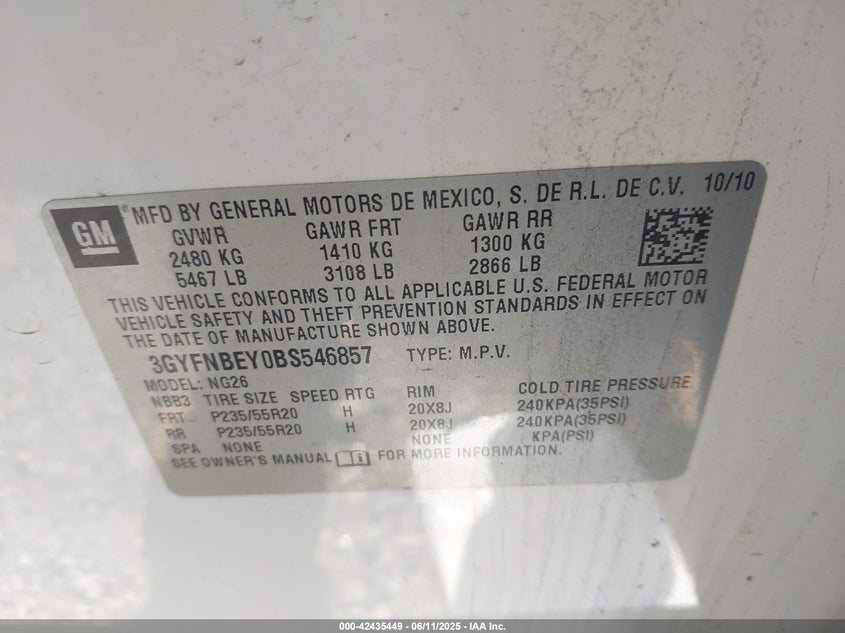 GM
MFD BY GENERAL MOTORS DE MEXICO, S. DE R.L. DE C.V. 10/10
GVWR GAWR FRT GAWR RR
2480 KG 1410 KG 1300 KG
5467 LB 3108 LB 2866 LB
THIS VEHICLE CONFORMS TO ALL APPLICABLE U.S. FEDERAL MOTOR
VEHICLE SAFETY AND THEFT PREVENTION STANDARDS IN EFFECT ON
THE DATE OF MANUFACTURE SHOWN ABOVE.
3GYFNBEY0BS546857 TYPE: M.P.V.
MODEL: NG26
NBB3 TIRE SIZE SPEED RTG RIM COLD TIRE PRESSURE
FRT P235/55R20 H 20X8J 240KPA(35PSI)
RR P235/55R20 H 20X8J 240KPA(35PSI)
SPA NONE NONE KPA(PSI)
SEE OWNER'S MANUAL FOR MORE INFORMATION.
000-42435449 - 06/11/2025 - IAA Inc.